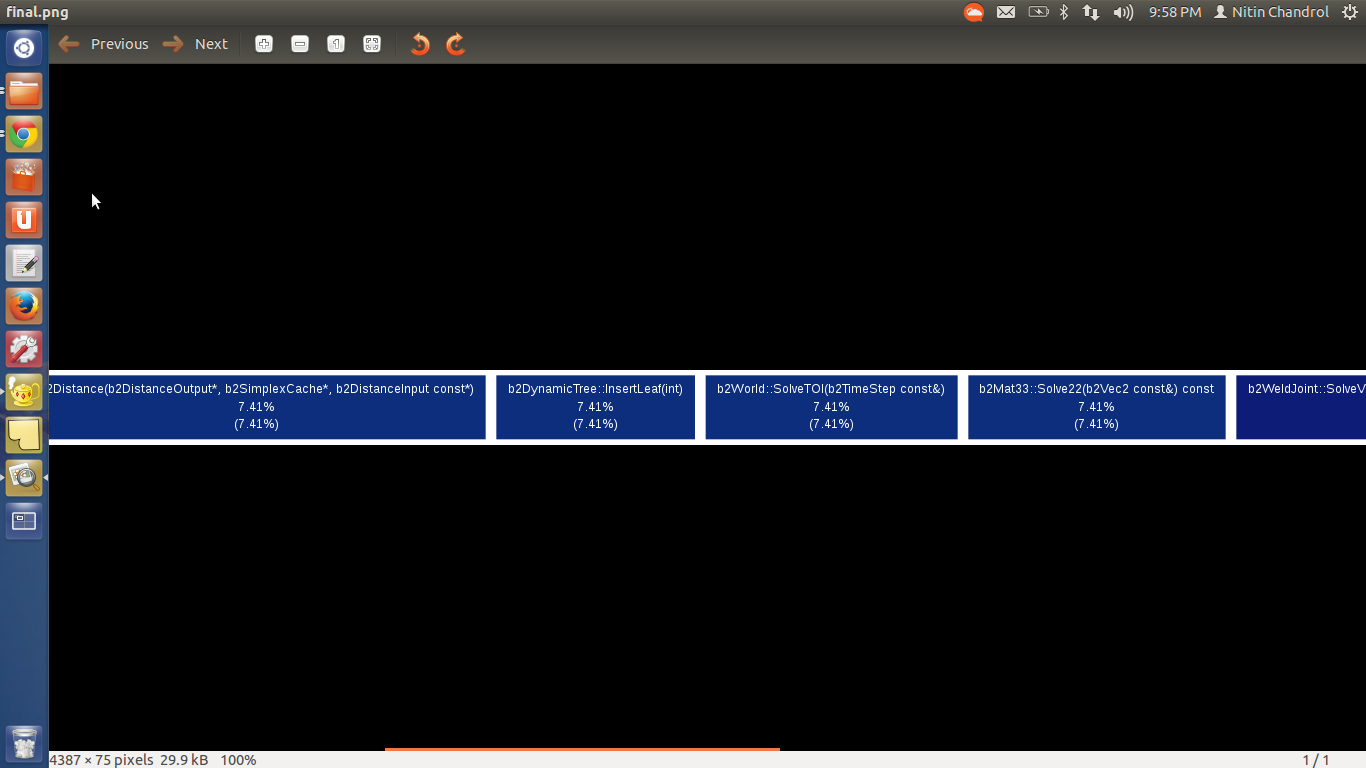 final.png
9:58 PM Nitin Chandrol
Previous Next
2Distance(b2DistanceOutput*, b2SimplexCache*, b2DistanceInput const*)
7.41%
(7.41%)
b2DynamicTree::InsertLeaf(int)
7.41%
(7.41%)
b2World::SolveTOI(b2TimeStep const&)
7.41%
(7.41%)
b2Mat33::Solve22(b2Vec2 const&) const
7.41%
(7.41%)
b2WeldJoint::SolveV
4387 × 75 pixels 29.9 kB 100%
1 / 1